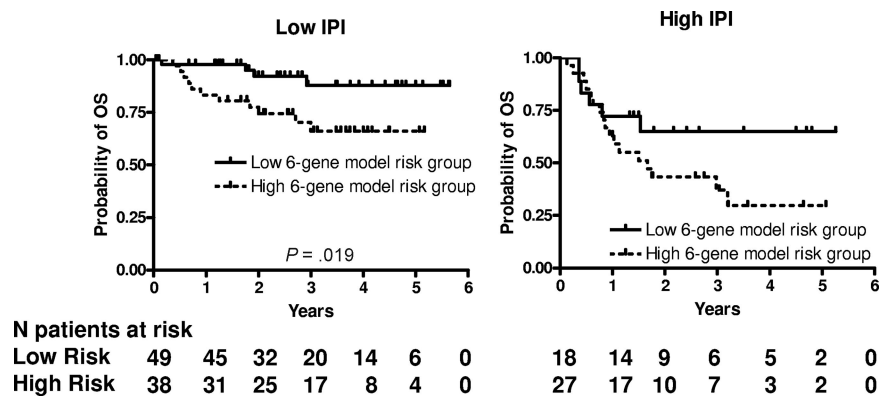 Low IPI
1.00
0.75
0.50
0.25
0.00
Probability of OS
Low 6-gene model risk group
High 6-gene model risk group
P = .019
0 1 2 3 4 5 6
Years
High IPI
1.00
0.75
0.50
0.25
0.00
Probability of OS
Low 6-gene model risk group
High 6-gene model risk group
0 1 2 3 4 5 6
Years
N patients at risk
Low Risk 49 45 32 20 14 6 0 18 14 9 6 5 2 0
High Risk 38 31 25 17 8 4 0 27 17 10 7 3 2 0